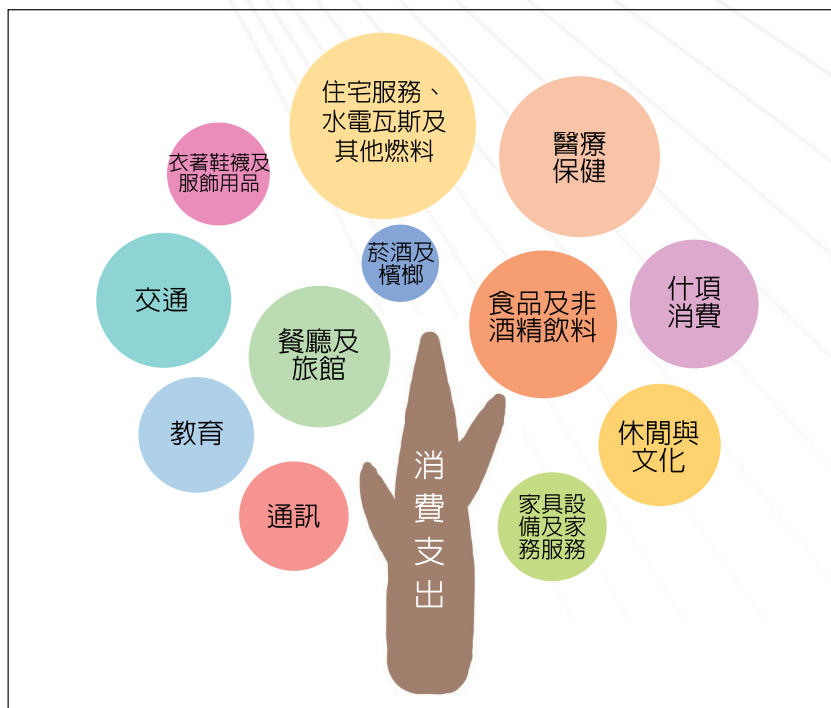 住宅服務、
水電瓦斯及
其他燃料
醫療
保健
衣著鞋襪及
服飾用品
菸酒及
檳榔
交通
食品及非
酒精飲料
什項
消費
餐廳及
旅館
教育
休閒與
文化
通訊
家具設
備及家
務服務
消費支出